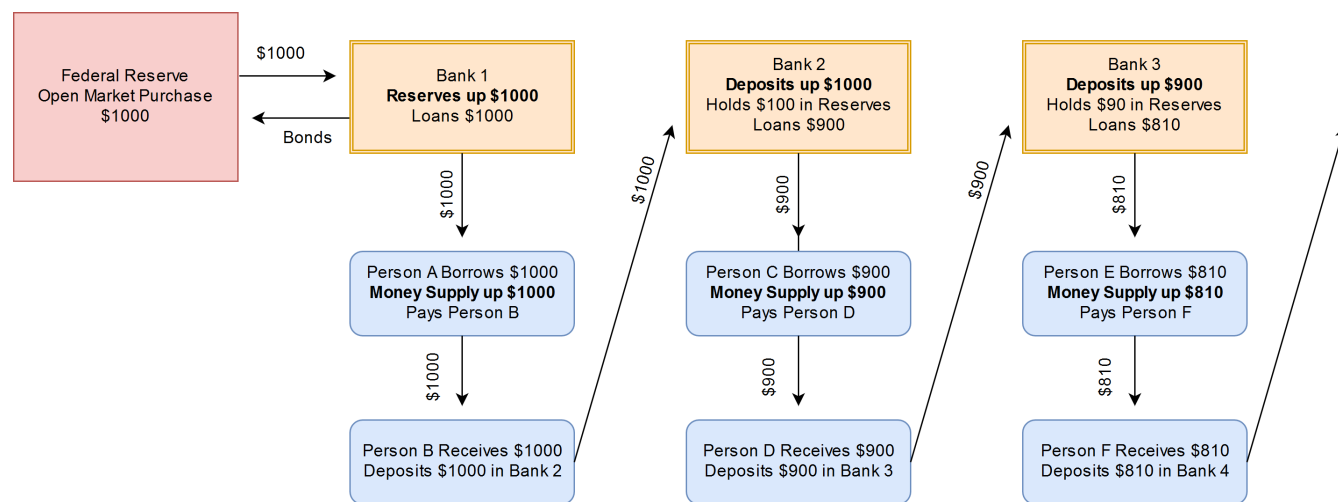 Federal Reserve
Open Market Purchase
$1000
$1000
Bonds
Bank 1
Reserves up $1000
Loans $1000
$1000
Person A Borrows $1000
Money Supply up $1000
Pays Person B
$1000
Person B Receives $1000
Deposits $1000 in Bank 2
$1000
Bank 2
Deposits up $1000
Holds $100 in Reserves
Loans $900
$900
Person C Borrows $900
Money Supply up $900
Pays Person D
$900
Person D Receives $900
Deposits $900 in Bank 3
$900
Bank 3
Deposits up $900
Holds $90 in Reserves
Loans $810
$810
Person E Borrows $810
Money Supply up $810
Pays Person F
$810
Person F Receives $810
Deposits $810 in Bank 4